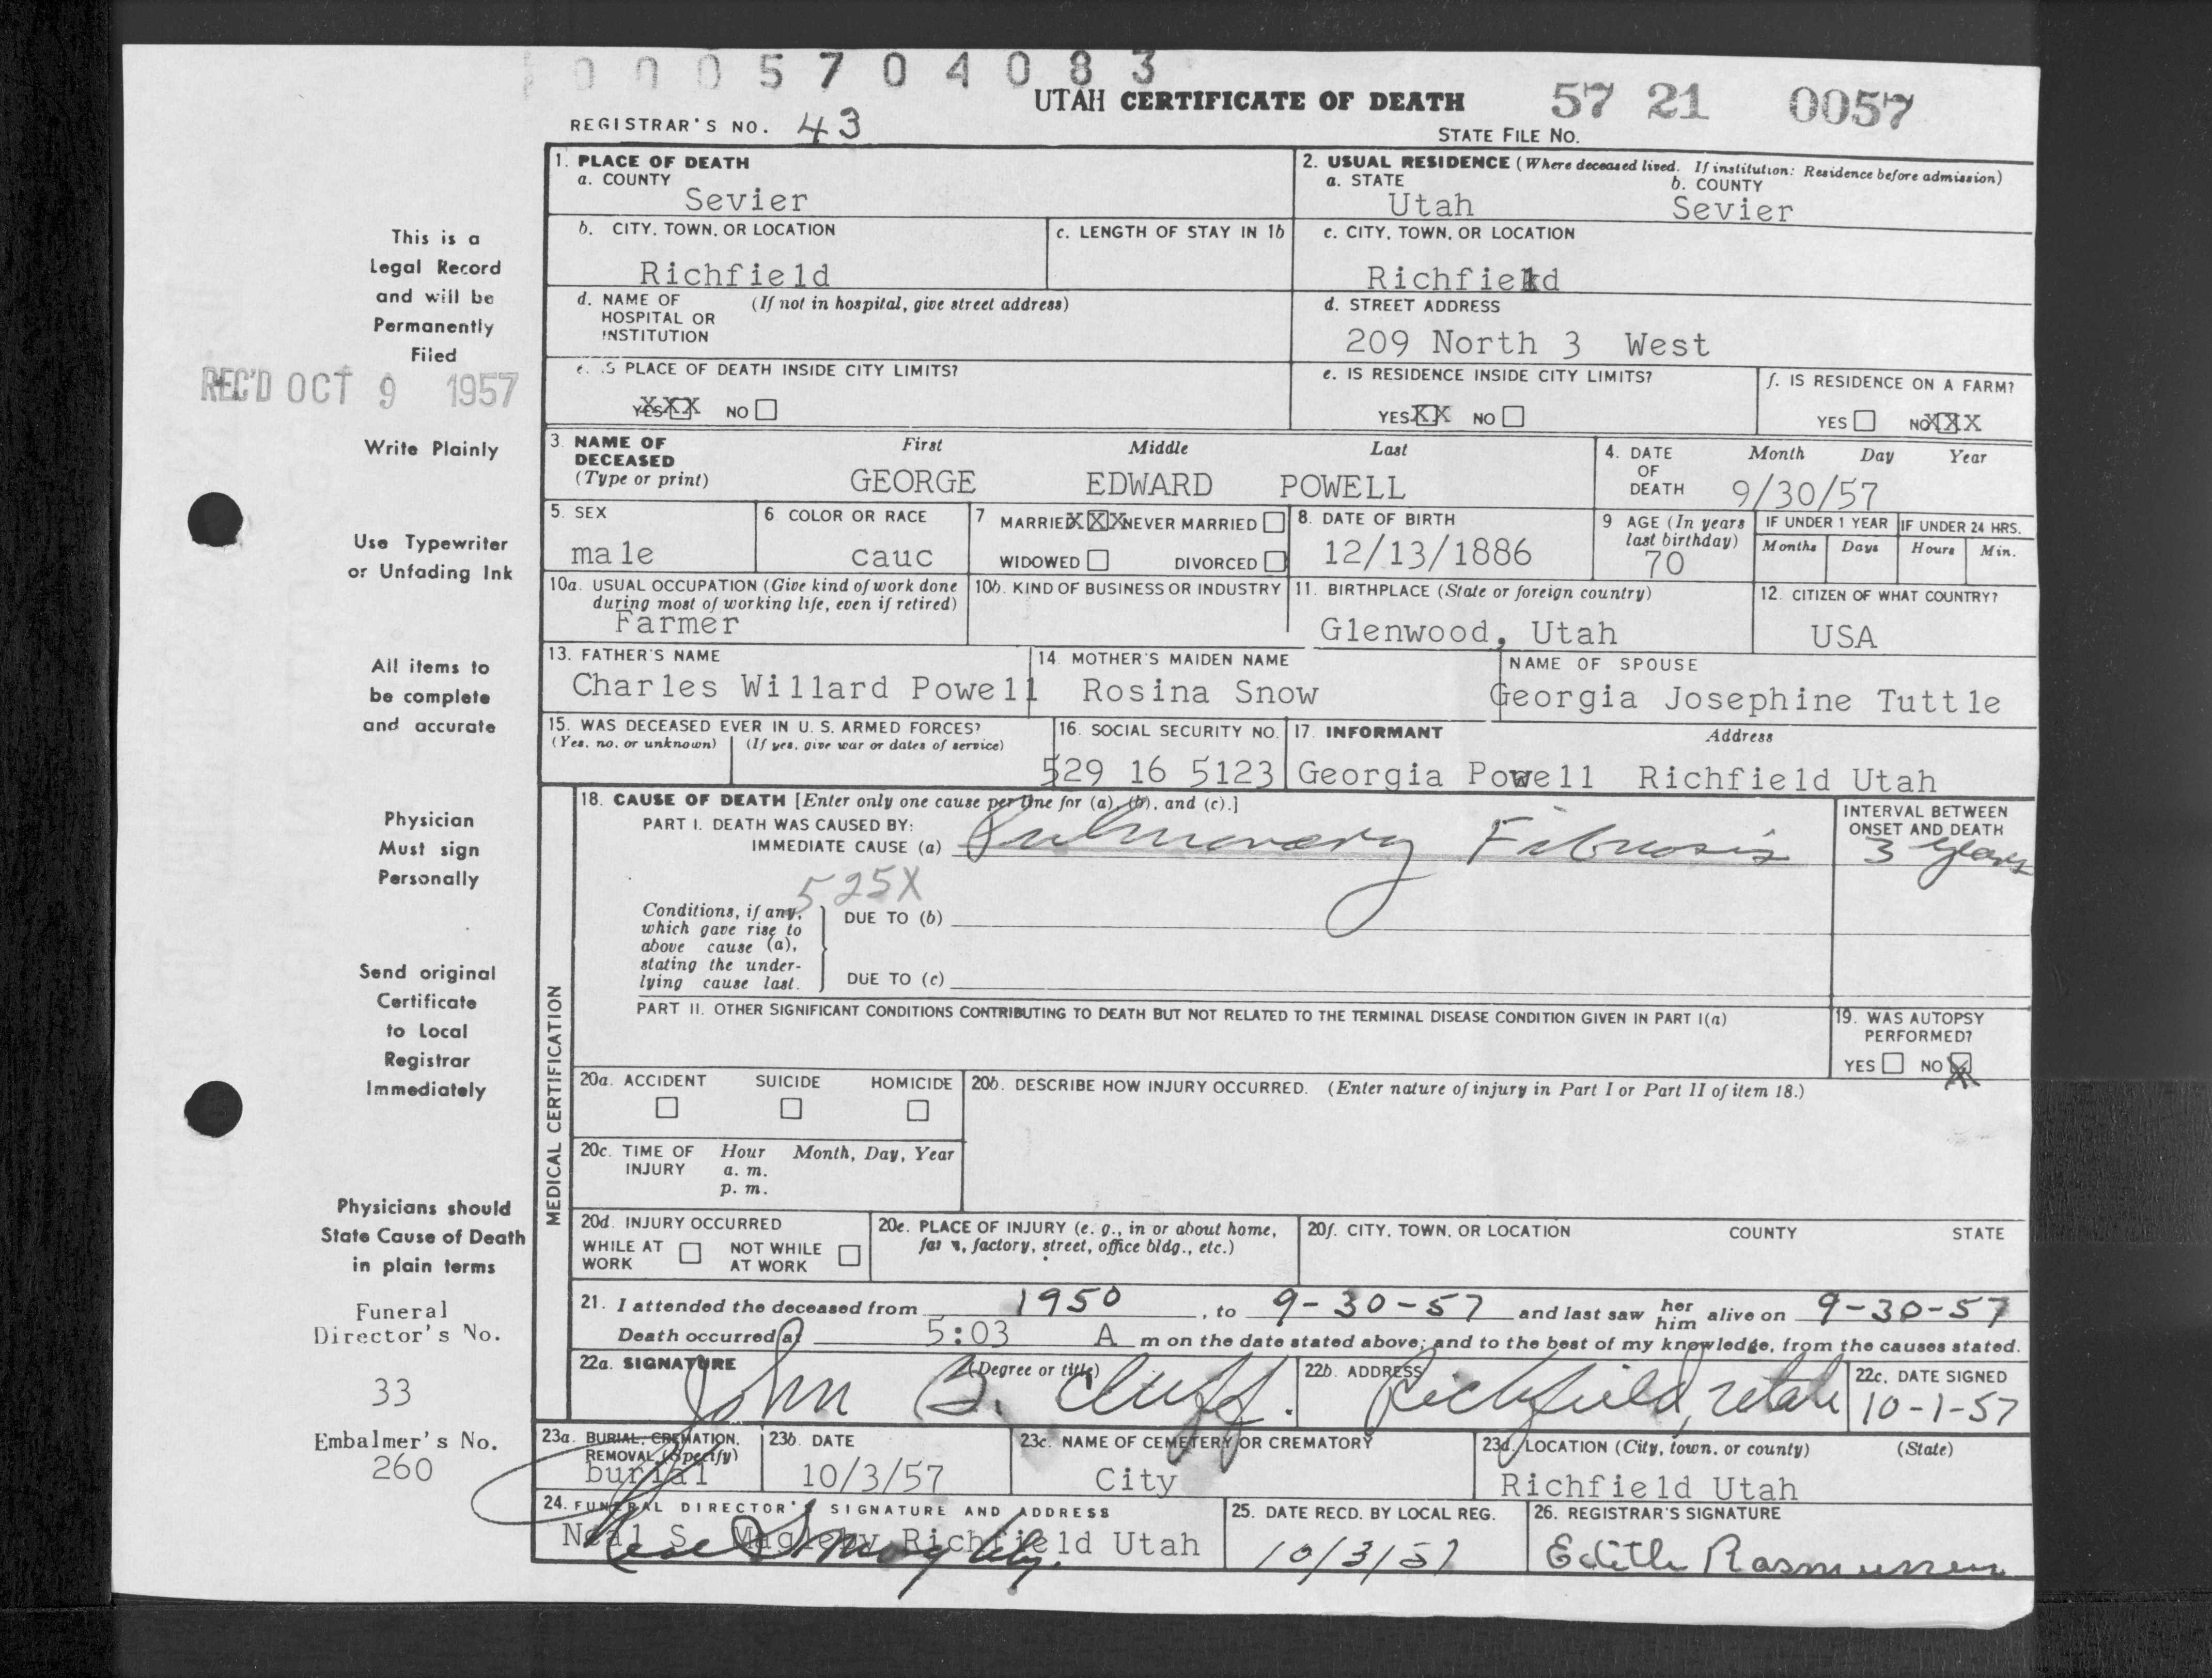 0 0 0 5 7 0 4 0 8 3
UTAH CERTIFICATE OF DEATH
57 21 0057
REGISTRAR'S NO. 43
STATE FILE NO.
This is a
Legal Record
and will be
Permanently
Filed
REC'D OCT 9 1957
Write Plainly
Use Typewriter
or Unfading Ink
All items to
be complete
and accurate
Physician
Must sign
Personally
Send original
Certificate
to Local
Registrar
Immediately
Physicians should
State Cause of Death
in plain terms
Funeral
Director's No.
33
Embalmer's No.
260
1. PLACE OF DEATH
a. COUNTY
Sevier
2. USUAL RESIDENCE (Where deceased lived. If institution: Residence before admission)
a. STATE
Utah
b. COUNTY
Sevier
b. CITY, TOWN, OR LOCATION
Richfield
c. LENGTH OF STAY IN 1b
c. CITY, TOWN, OR LOCATION
Richfield
d. NAME OF (If not in hospital, give street address)
HOSPITAL OR
INSTITUTION
d. STREET ADDRESS
209 North 3 West
e. IS PLACE OF DEATH INSIDE CITY LIMITS?
YES XXX NO
e. IS RESIDENCE INSIDE CITY LIMITS?
YES XX NO
f. IS RESIDENCE ON A FARM?
YES NO XXX
3. NAME OF DECEASED
(Type or print)
First Middle Last
GEORGE EDWARD POWELL
4. DATE OF DEATH
Month Day Year
9/30/57
5. SEX
male
6 COLOR OR RACE
cauc
7 MARRIED XXX NEVER MARRIED
WIDOWED DIVORCED
8. DATE OF BIRTH
12/13/1886
9 AGE (In years
last birthday)
70
IF UNDER 1 YEAR
Months Days
IF UNDER 24 HRS.
Hours Min.
10a. USUAL OCCUPATION (Give kind of work done
during most of working life, even if retired)
Farmer
10b. KIND OF BUSINESS OR INDUSTRY
11. BIRTHPLACE (State or foreign country)
Glenwood, Utah
12. CITIZEN OF WHAT COUNTRY?
USA
13. FATHER'S NAME
Charles Willard Powell
14. MOTHER'S MAIDEN NAME
Rosina Snow
NAME OF SPOUSE
Georgia Josephine Tuttle
15. WAS DECEASED EVER IN U. S. ARMED FORCES?
(Yes, no, or unknown) (If yes, give war or dates of service)
16. SOCIAL SECURITY NO.
529 16 5123
17. INFORMANT Address
Georgia Powell Richfield Utah
MEDICAL CERTIFICATION
18. CAUSE OF DEATH [Enter only one cause per line for (a), (b), and (c).]
PART I. DEATH WAS CAUSED BY:
IMMEDIATE CAUSE (a) Pulmonary Fibrosis
INTERVAL BETWEEN
ONSET AND DEATH
3 years
525X
Conditions, if any,
which gave rise to
above cause (a),
stating the under-
lying cause last.
DUE TO (b)
DUE TO (c)
PART II. OTHER SIGNIFICANT CONDITIONS CONTRIBUTING TO DEATH BUT NOT RELATED TO THE TERMINAL DISEASE CONDITION GIVEN IN PART I(a)
19. WAS AUTOPSY
PERFORMED?
YES NO X
20a. ACCIDENT SUICIDE HOMICIDE
20b. DESCRIBE HOW INJURY OCCURRED. (Enter nature of injury in Part I or Part II of item 18.)
20c. TIME OF INJURY
Hour Month, Day, Year
a. m.
p. m.
20d. INJURY OCCURRED
WHILE AT WORK NOT WHILE AT WORK
20e. PLACE OF INJURY (e. g., in or about home,
farm, factory, street, office bldg., etc.)
20f. CITY, TOWN, OR LOCATION COUNTY STATE
21. I attended the deceased from 1950, to 9-30-57 and last saw her him alive on 9-30-57
Death occurred at 5:03 A m on the date stated above; and to the best of my knowledge, from the causes stated.
22a. SIGNATURE (Degree or title)
John B. Cluff.
22b. ADDRESS
Richfield, Utah
22c. DATE SIGNED
10-1-57
23a. BURIAL, CREMATION,
REMOVAL (Specify)
burial
23b. DATE
10/3/57
23c. NAME OF CEMETERY OR CREMATORY
City
23d. LOCATION (City, town, or county) (State)
Richfield Utah
24. FUNERAL DIRECTOR'S SIGNATURE AND ADDRESS
Neal S. Magleby Richfield Utah
Neal S Magleby
25. DATE RECD. BY LOCAL REG.
10/3/57
26. REGISTRAR'S SIGNATURE
Edith Rasmussen